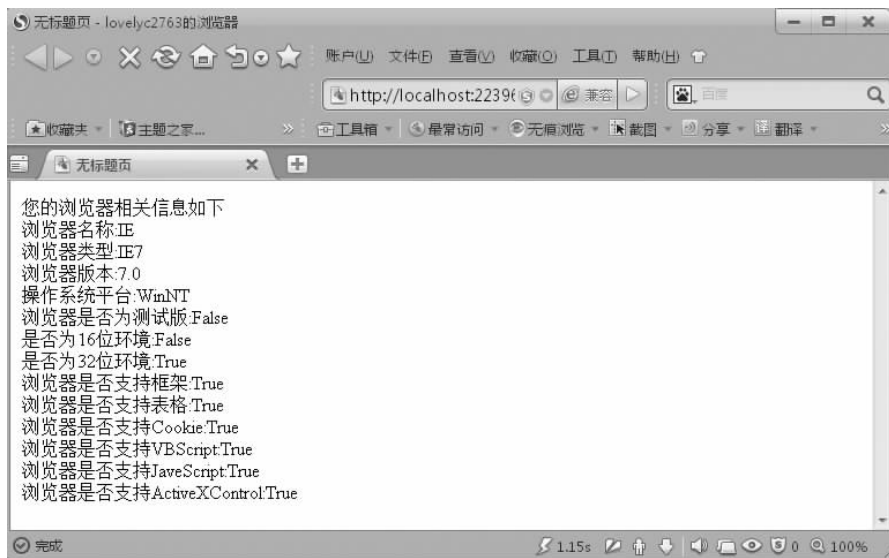 无标题页 - lovelyc2763的浏览器
账户(U) 文件(F) 查看(V) 收藏(O) 工具(T) 帮助(H)
http://localhost:2239 兼容 百度
收藏夹 主题之家... 工具箱 最常访问 无痕浏览 截图 分享 翻译
无标题页
您的浏览器相关信息如下
浏览器名称:IE
浏览器类型:IE7
浏览器版本:7.0
操作系统平台:WinNT
浏览器是否为测试版:False
是否为16位环境:False
是否为32位环境:True
浏览器是否支持框架:True
浏览器是否支持表格:True
浏览器是否支持Cookie:True
浏览器是否支持VBScript:True
浏览器是否支持JaveScript:True
浏览器是否支持ActiveXControl:True
完成 1.15s 0 100%